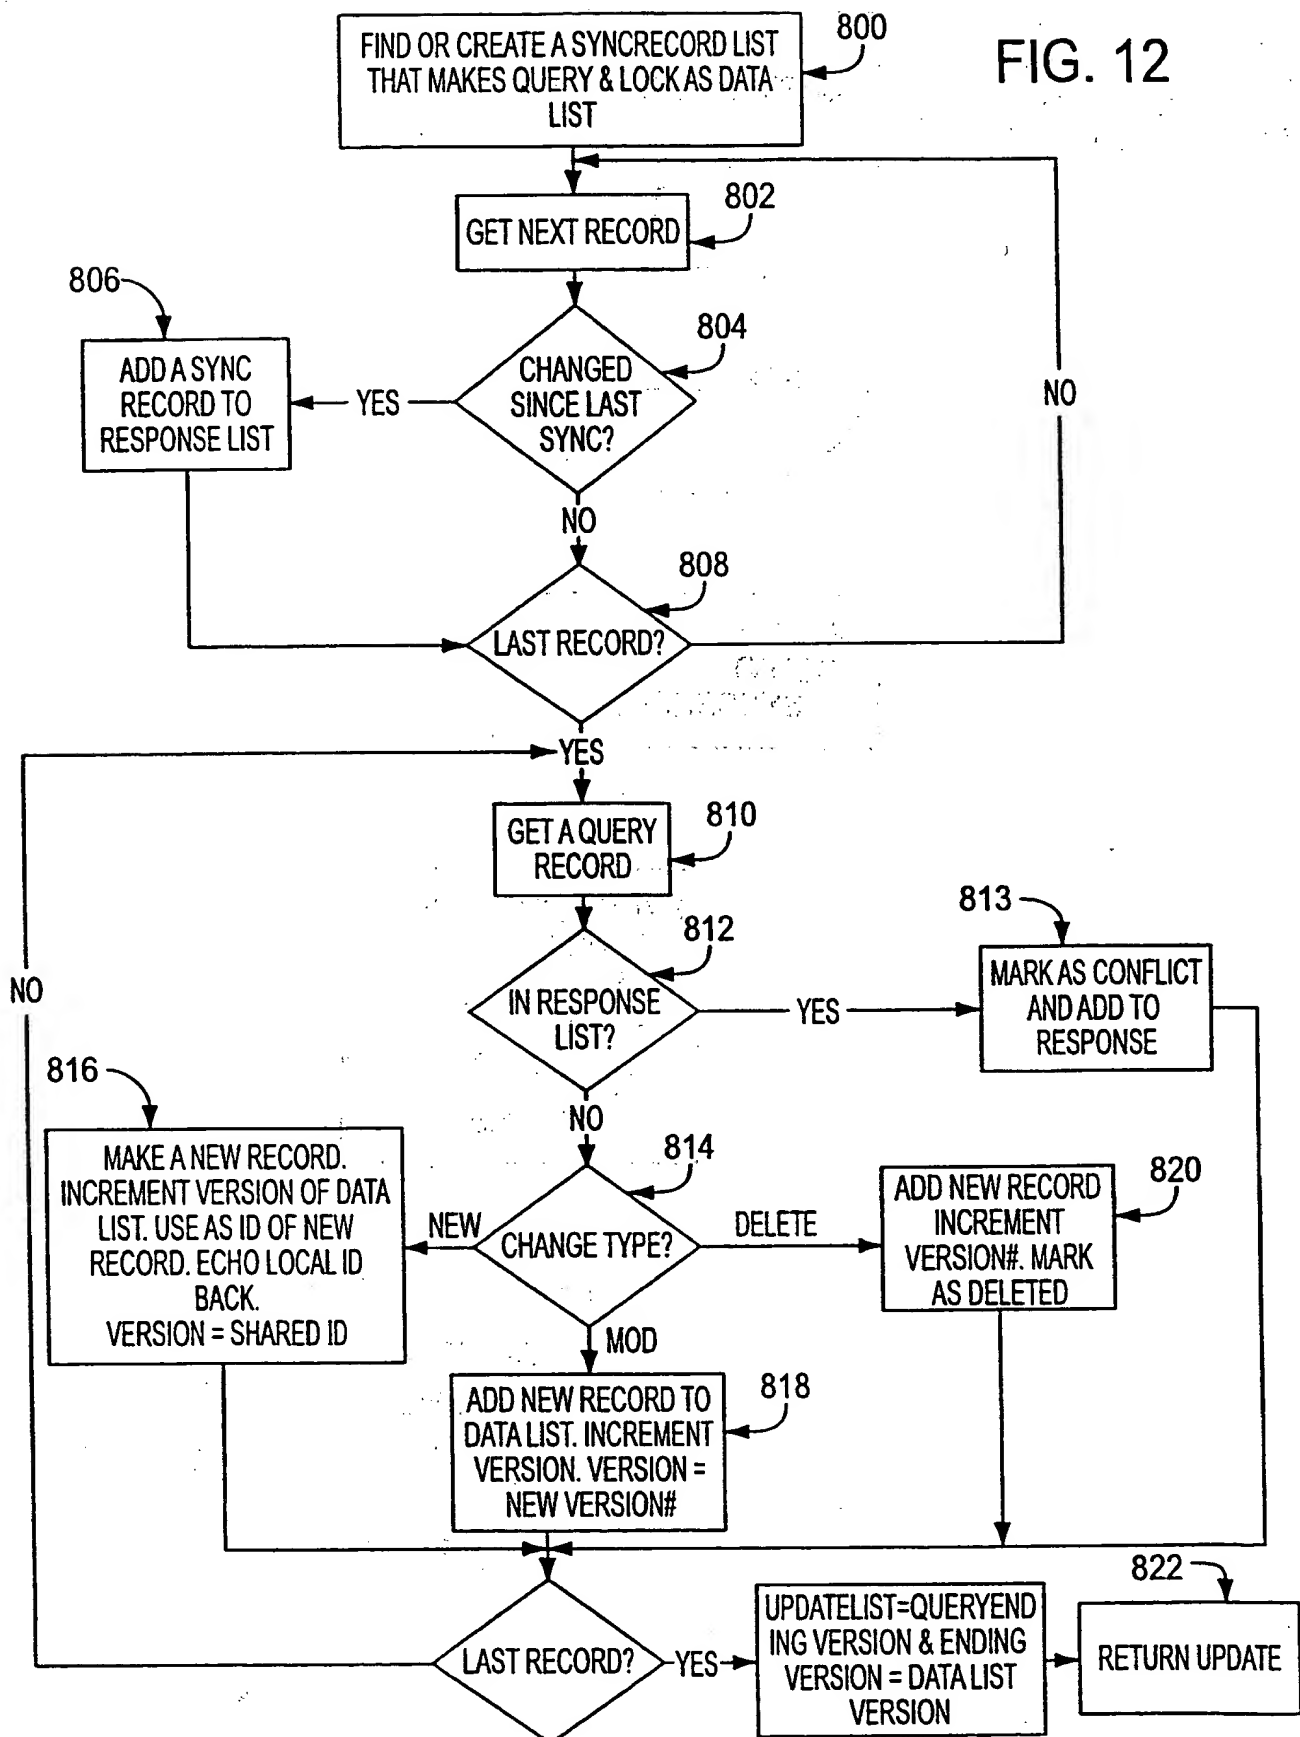 FIG. 12
800
FIND OR CREATE A SYNCRECORD LIST
THAT MAKES QUERY & LOCK AS DATA
LIST
802
GET NEXT RECORD
804
CHANGED
SINCE LAST
SYNC?
YES
806
ADD A SYNC
RECORD TO
RESPONSE LIST
NO
NO
808
LAST RECORD?
YES
810
GET A QUERY
RECORD
812
IN RESPONSE
LIST?
YES
813
MARK AS CONFLICT
AND ADD TO
RESPONSE
NO
NO
814
CHANGE TYPE?
NEW
816
MAKE A NEW RECORD.
INCREMENT VERSION OF DATA
LIST. USE AS ID OF NEW
RECORD. ECHO LOCAL ID
BACK.
VERSION = SHARED ID
DELETE
820
ADD NEW RECORD
INCREMENT
VERSION#. MARK
AS DELETED
MOD
818
ADD NEW RECORD TO
DATA LIST. INCREMENT
VERSION. VERSION =
NEW VERSION#
LAST RECORD?
YES
UPDATELIST=QUERYEND
ING VERSION & ENDING
VERSION = DATA LIST
VERSION
822
RETURN UPDATE